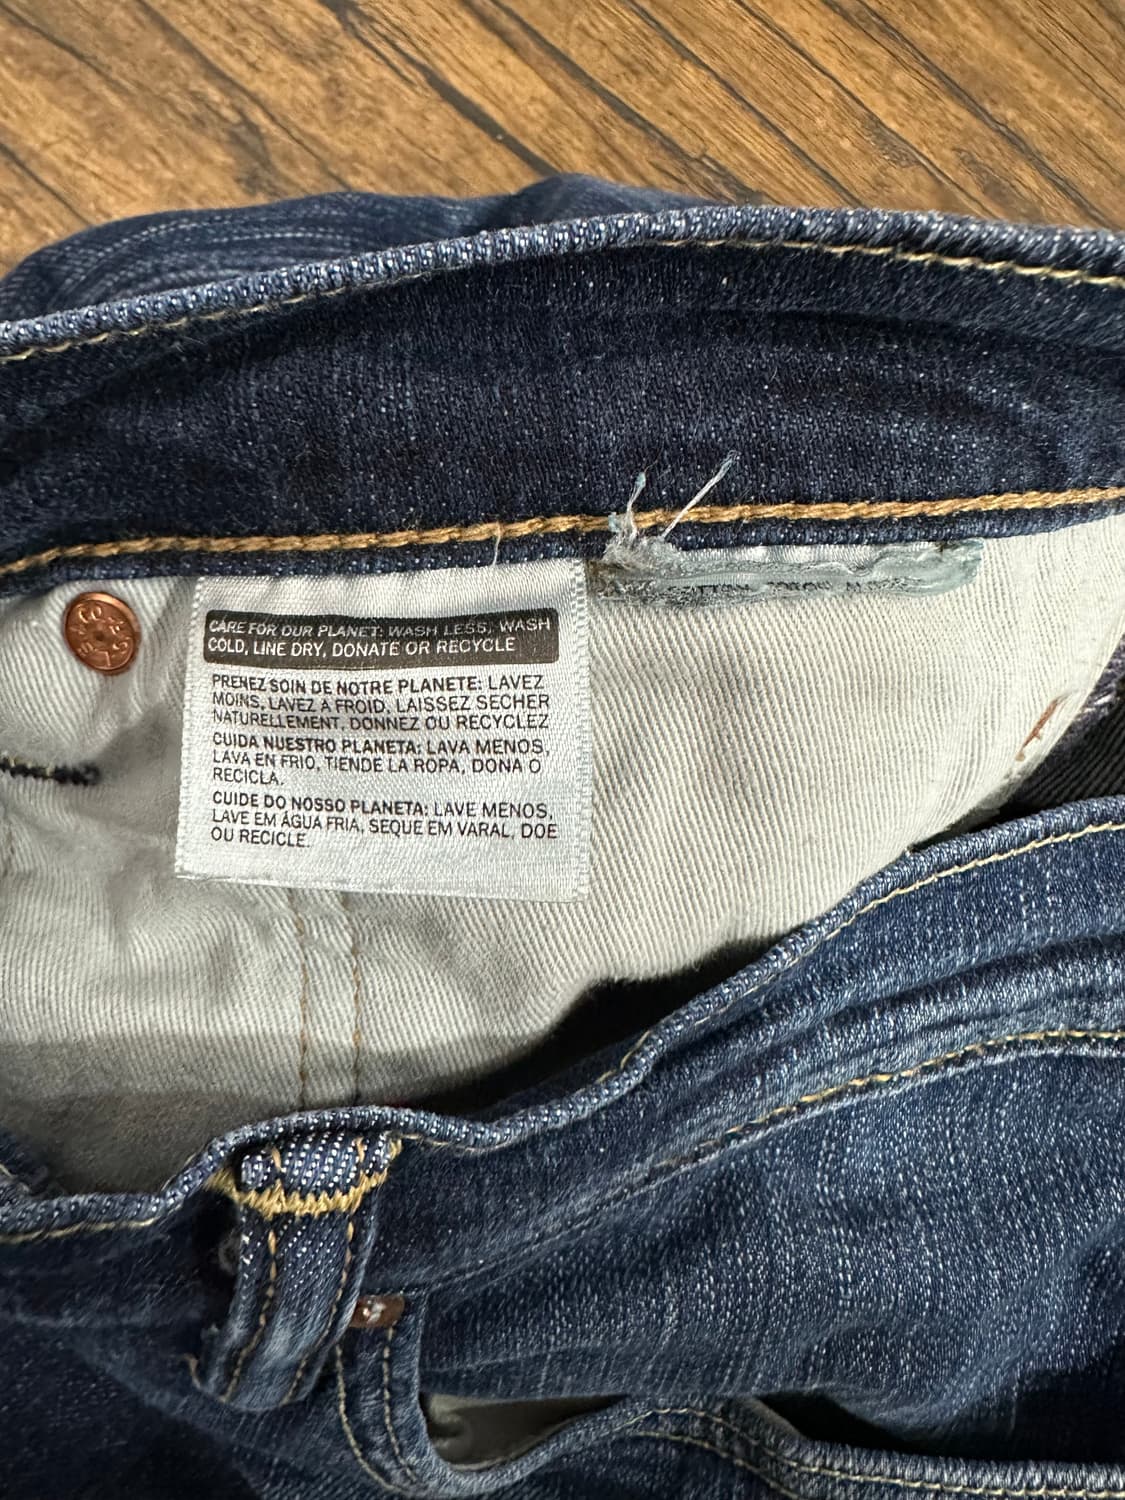 CARE FOR OUR PLANET: WASH LESS, WASH
COLD, LINE DRY, DONATE OR RECYCLE
PRENEZ SOIN DE NOTRE PLANETE: LAVEZ
MOINS, LAVEZ A FROID, LAISSEZ SECHER
NATURELLEMENT, DONNEZ OU RECYCLEZ
CUIDA NUESTRO PLANETA: LAVA MENOS,
LAVA EN FRIO, TIENDE LA ROPA, DONA O
RECICLA.
CUIDE DO NOSSO PLANETA: LAVE MENOS,
LAVE EM ÁGUA FRIA, SEQUE EM VARAL, DOE
OU RECICLE.